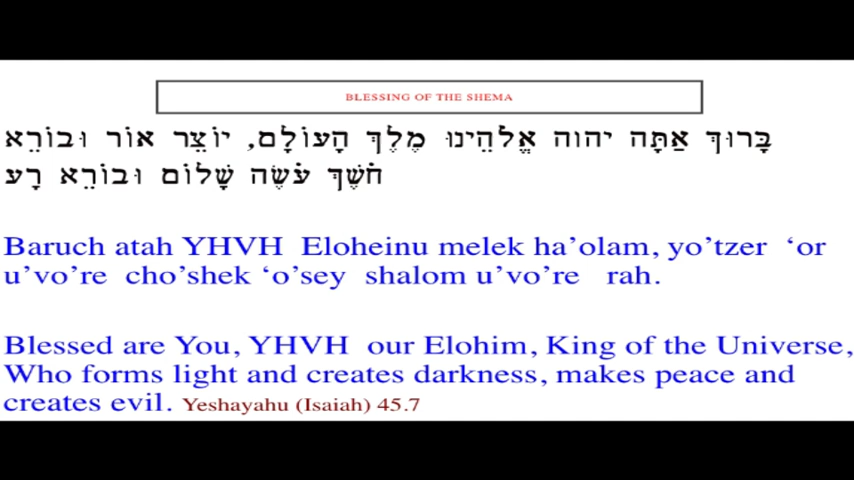 BLESSING OF THE SHEMA
בָּרוּךְ אַתָּה יהוה אֱלֹהֵינוּ מֶלֶךְ הָעוֹלָם, יוֹצֵר אוֹר וּבוֹרֵא
חֹשֶׁךְ עֹשֶׂה שָׁלוֹם וּבוֹרֵא רָע
Baruch atah YHVH Eloheinu melek ha’olam, yo’tzer ‘or
u’vo’re cho’shek ‘o’sey shalom u’vo’re rah.
Blessed are You, YHVH our Elohim, King of the Universe,
Who forms light and creates darkness, makes peace and
creates evil. Yeshayahu (Isaiah) 45.7